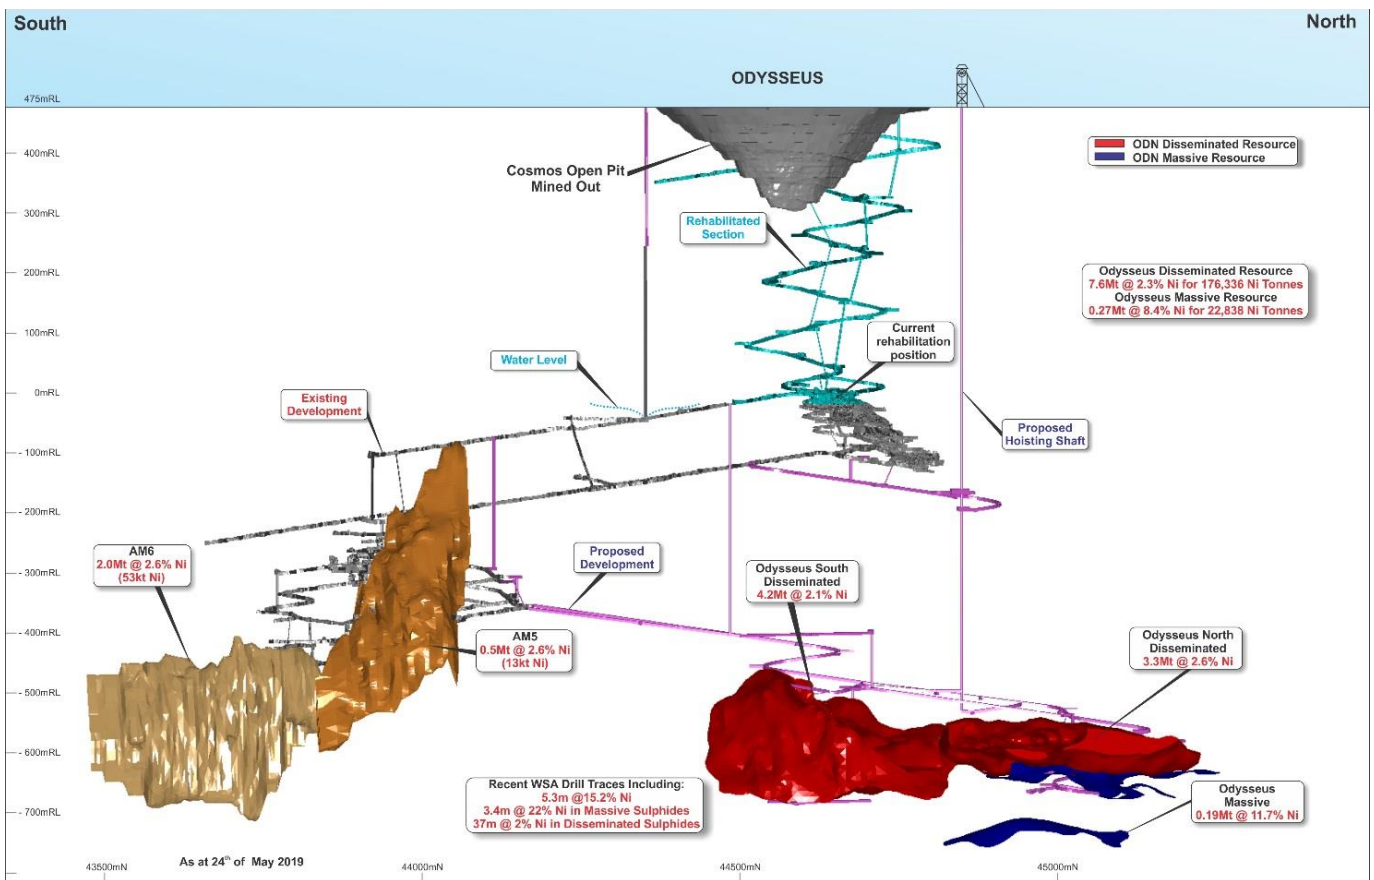 South
North
ODYSSEUS
475mRL
400mRL
300mRL
200mRL
100mRL
0mRL
- 100mRL
- 200mRL
- 300mRL
- 400mRL
- 500mRL
- 600mRL
- 700mRL
Cosmos Open Pit
Mined Out
ODN Disseminated Resource
ODN Massive Resource
Rehabilitated
Section
Odysseus Disseminated Resource
7.6Mt @ 2.3% Ni for 176,336 Ni Tonnes
Odysseus Massive Resource
0.27Mt @ 8.4% Ni for 22,838 Ni Tonnes
Current
rehabilitation
position
Water Level
Existing
Development
Proposed
Hoisting Shaft
AM6
2.0Mt @ 2.6% Ni
(53kt Ni)
Proposed
Development
Odysseus South
Disseminated
4.2Mt @ 2.1% Ni
AM5
0.5Mt @ 2.6% Ni
(13kt Ni)
Odysseus North
Disseminated
3.3Mt @ 2.6% Ni
Recent WSA Drill Traces Including:
5.3m @15.2% Ni
3.4m @ 22% Ni in Massive Sulphides
37m @ 2% Ni in Disseminated Sulphides
Odysseus
Massive
0.19Mt @ 11.7% Ni
As at 24th of May 2019
43500mN
44000mN
44500mN
45000mN